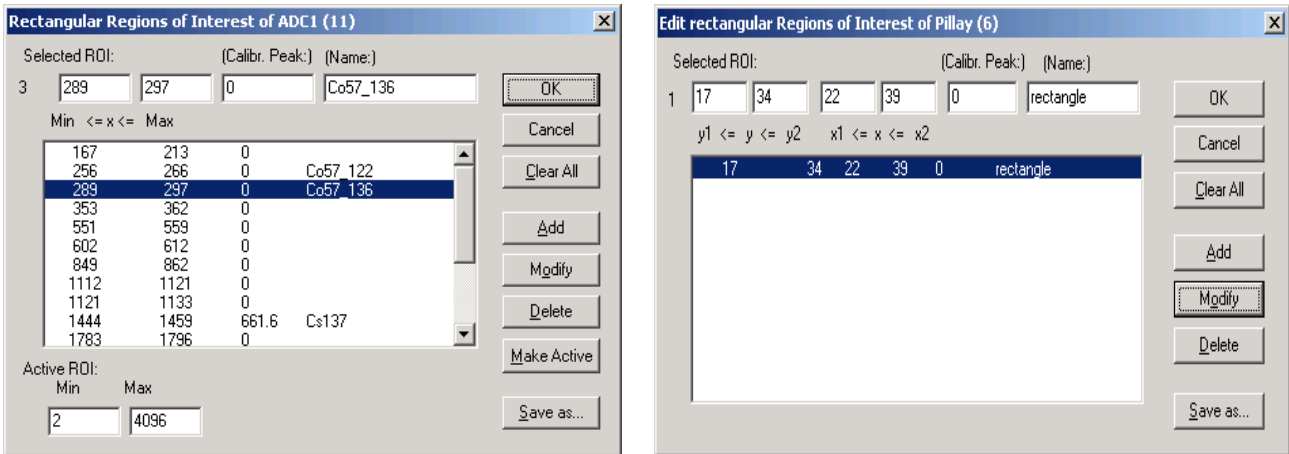 Rectangular Regions of Interest of ADC1 (11)
Selected ROI: (Calibr. Peak:) (Name:)
3 289 297 0 Co57_136
OK
Min <= x <= Max
Cancel
167 213 0
256 266 0 Co57_122
Clear All
289 297 0 Co57_136
353 362 0
551 559 0
Add
602 612 0
849 862 0
Modify
1112 1121 0
1121 1133 0
Delete
1444 1459 661.6 Cs137
1783 1796 0
Make Active
Active ROI:
Min Max
2 4096
Save as...
Edit rectangular Regions of Interest of Pillay (6)
Selected ROI: (Calibr. Peak:) (Name:)
1 17 34 22 39 0 rectangle
OK
y1 <= y <= y2 x1 <= x <= x2
Cancel
17 34 22 39 0 rectangle
Clear All
Add
Modify
Delete
Save as...